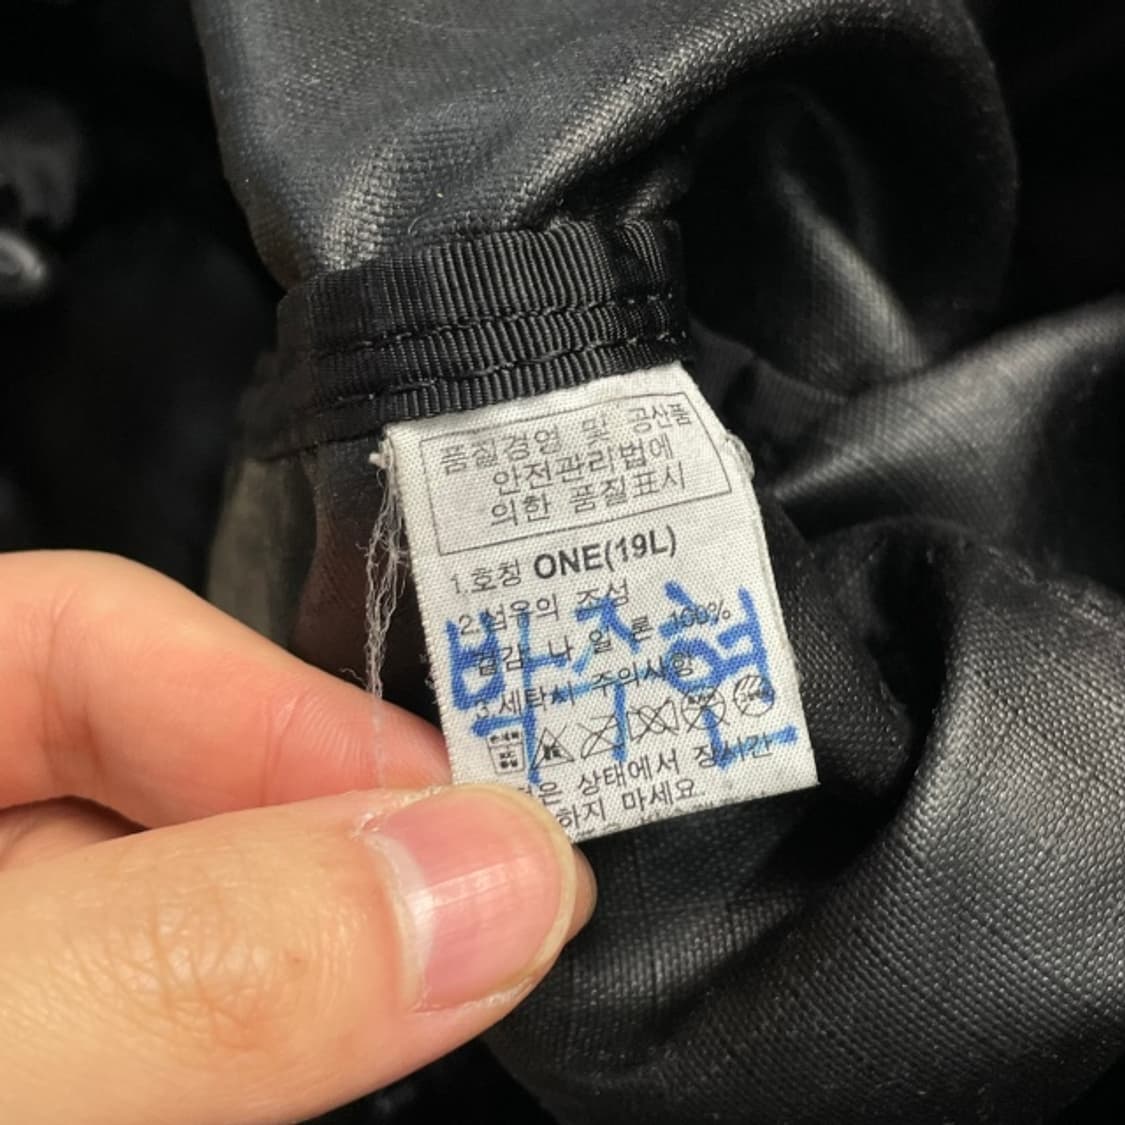 품질경영 및 공산품
안전관리법에
의한 품질표시
1.호칭 ONE(19L)
2.섬유의 조성
겉감 나 일 론 100%
3.세탁시 주의사항
박주현
은 상태에서 장시간
하지 마세요.